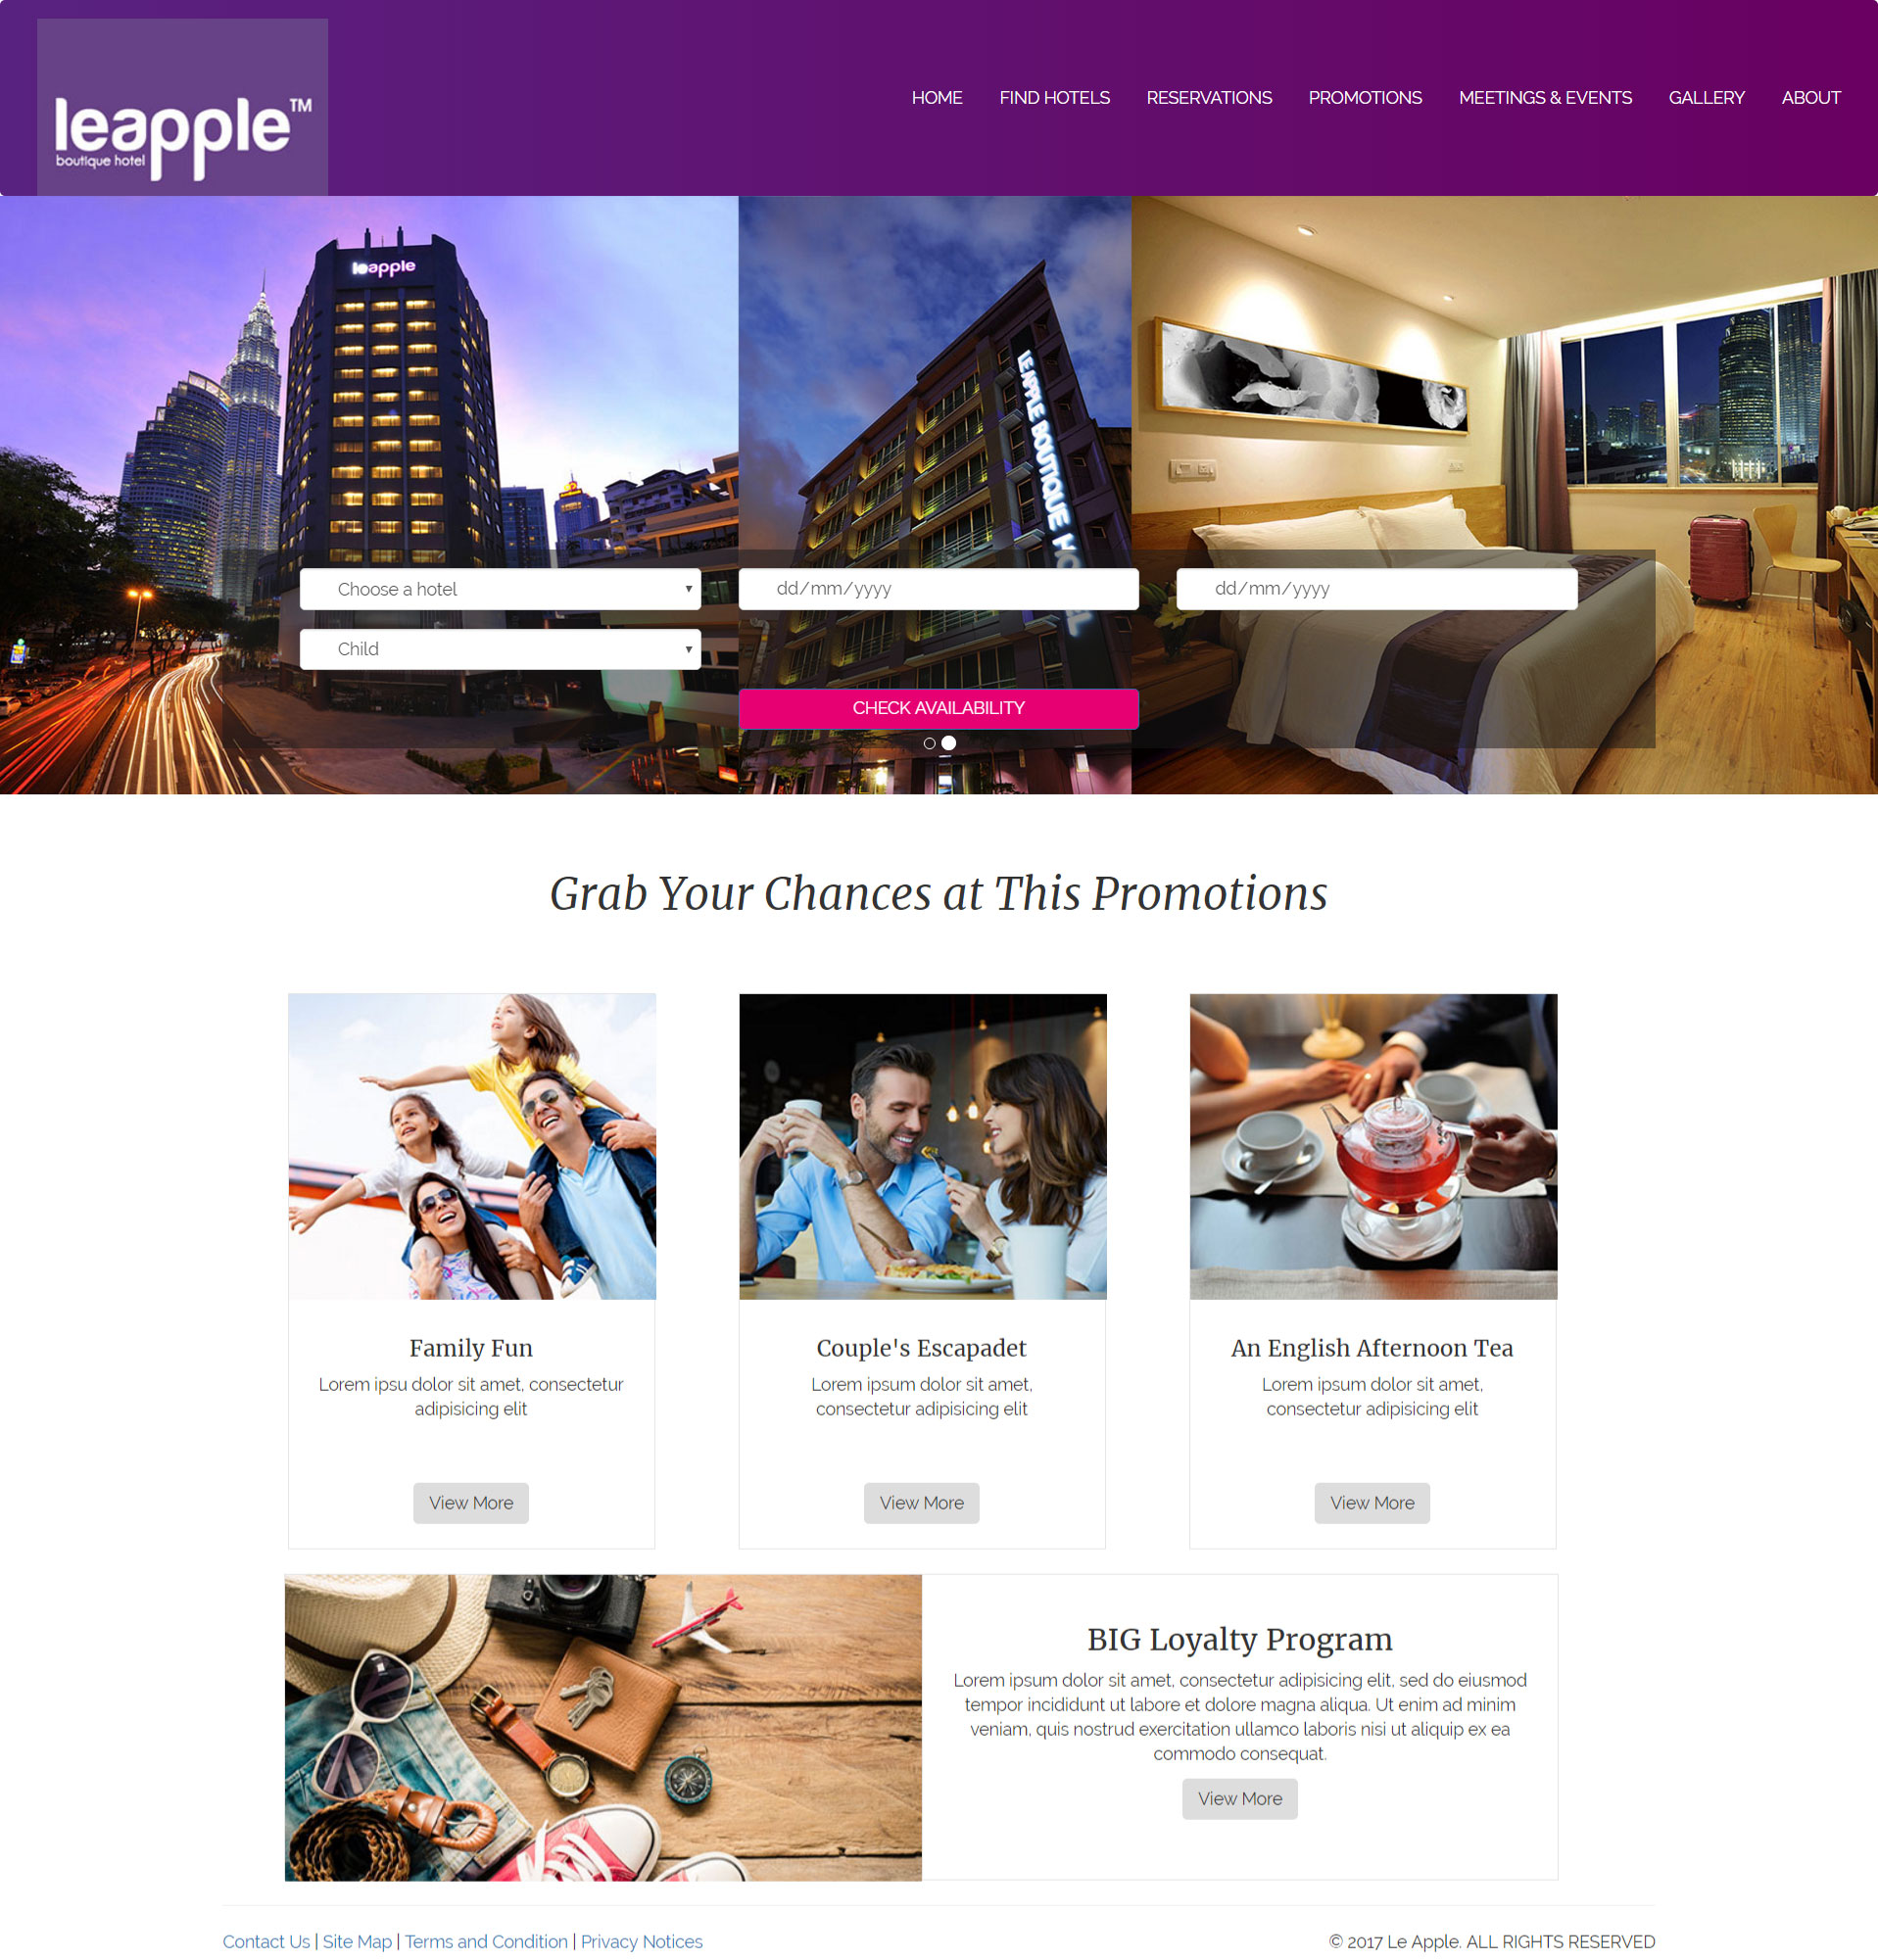 leapple™
boutique hotel
HOME FIND HOTELS RESERVATIONS PROMOTIONS MEETINGS & EVENTS GALLERY ABOUT
leapple
LEAPPLE BOUTIQUE HOTEL
Choose a hotel dd/mm/yyyy dd/mm/yyyy
Child
CHECK AVAILABILITY
Grab Your Chances at This Promotions
Family Fun
Lorem ipsu dolor sit amet, consectetur
adipisicing elit
View More
Couple's Escapadet
Lorem ipsum dolor sit amet,
consectetur adipisicing elit
View More
An English Afternoon Tea
Lorem ipsum dolor sit amet,
consectetur adipisicing elit
View More
BIG Loyalty Program
Lorem ipsum dolor sit amet, consectetur adipisicing elit, sed do eiusmod
tempor incididunt ut labore et dolore magna aliqua. Ut enim ad minim
veniam, quis nostrud exercitation ullamco laboris nisi ut aliquip ex ea
commodo consequat.
View More
Contact Us | Site Map | Terms and Condition | Privacy Notices
© 2017 Le Apple. ALL RIGHTS RESERVED